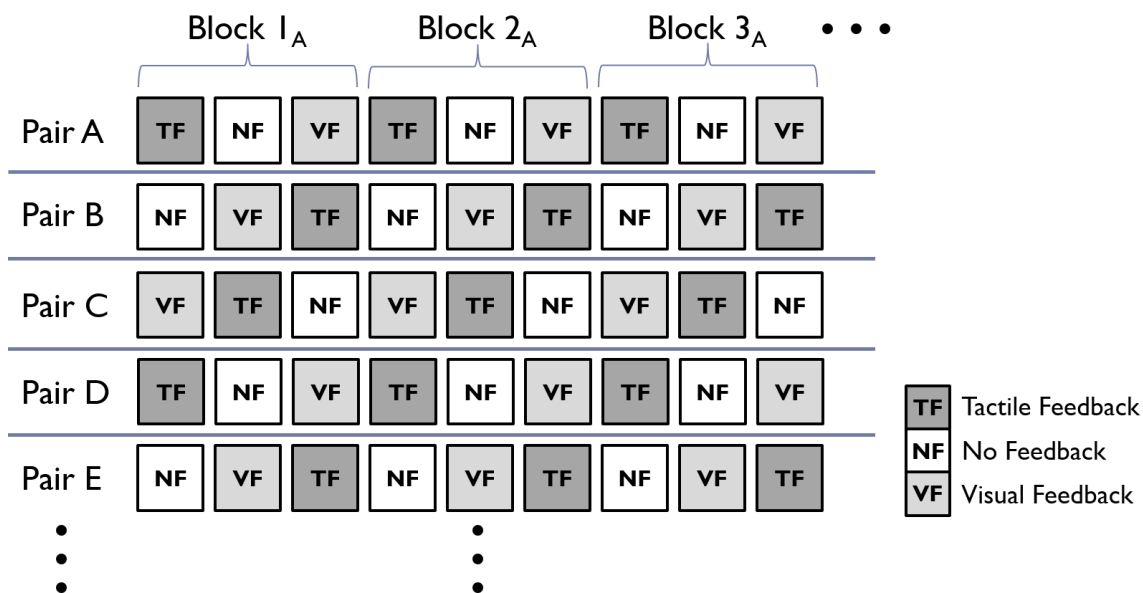 Block 1A Block 2A Block 3A
Pair A TF NF VF TF NF VF TF NF VF
Pair B NF VF TF NF VF TF NF VF TF
Pair C VF TF NF VF TF NF VF TF NF
Pair D TF NF VF TF NF VF TF NF VF
Pair E NF VF TF NF VF TF NF VF TF
TF Tactile Feedback
NF No Feedback
VF Visual Feedback